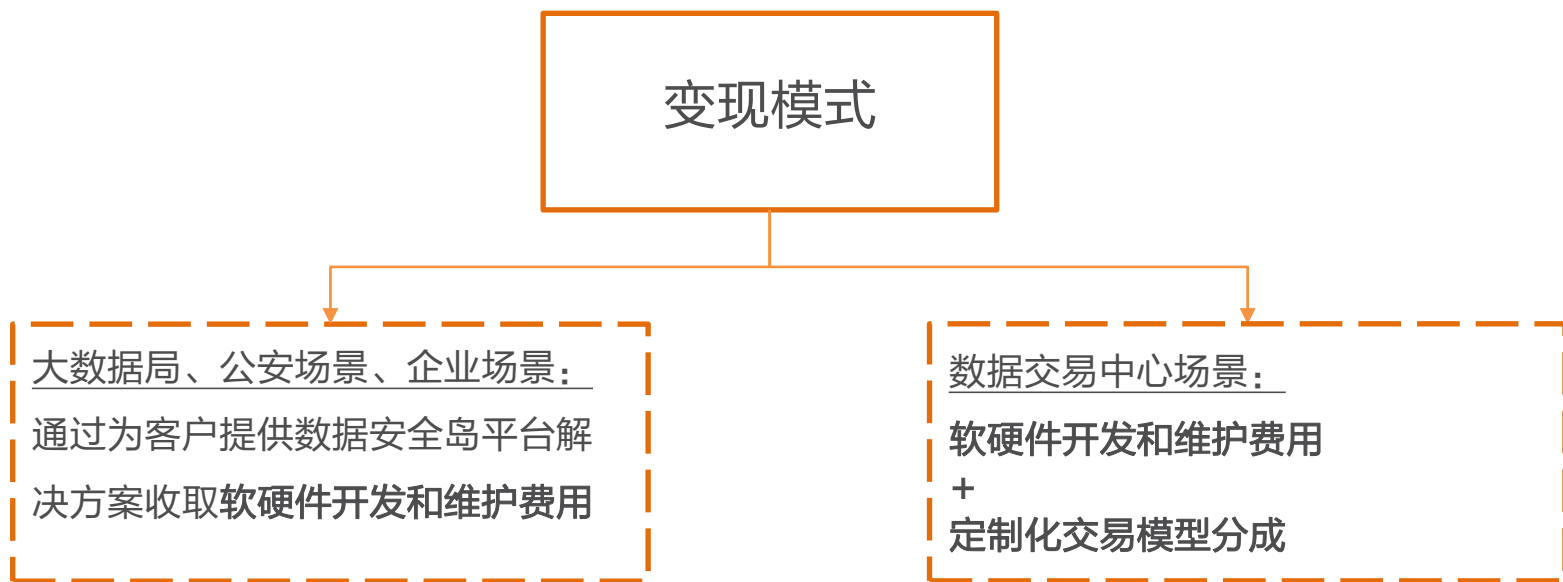 变现模式
大数据局、公安场景、企业场景：
通过为客户提供数据安全岛平台解
决方案收取软硬件开发和维护费用
数据交易中心场景：
软硬件开发和维护费用
+
定制化交易模型分成